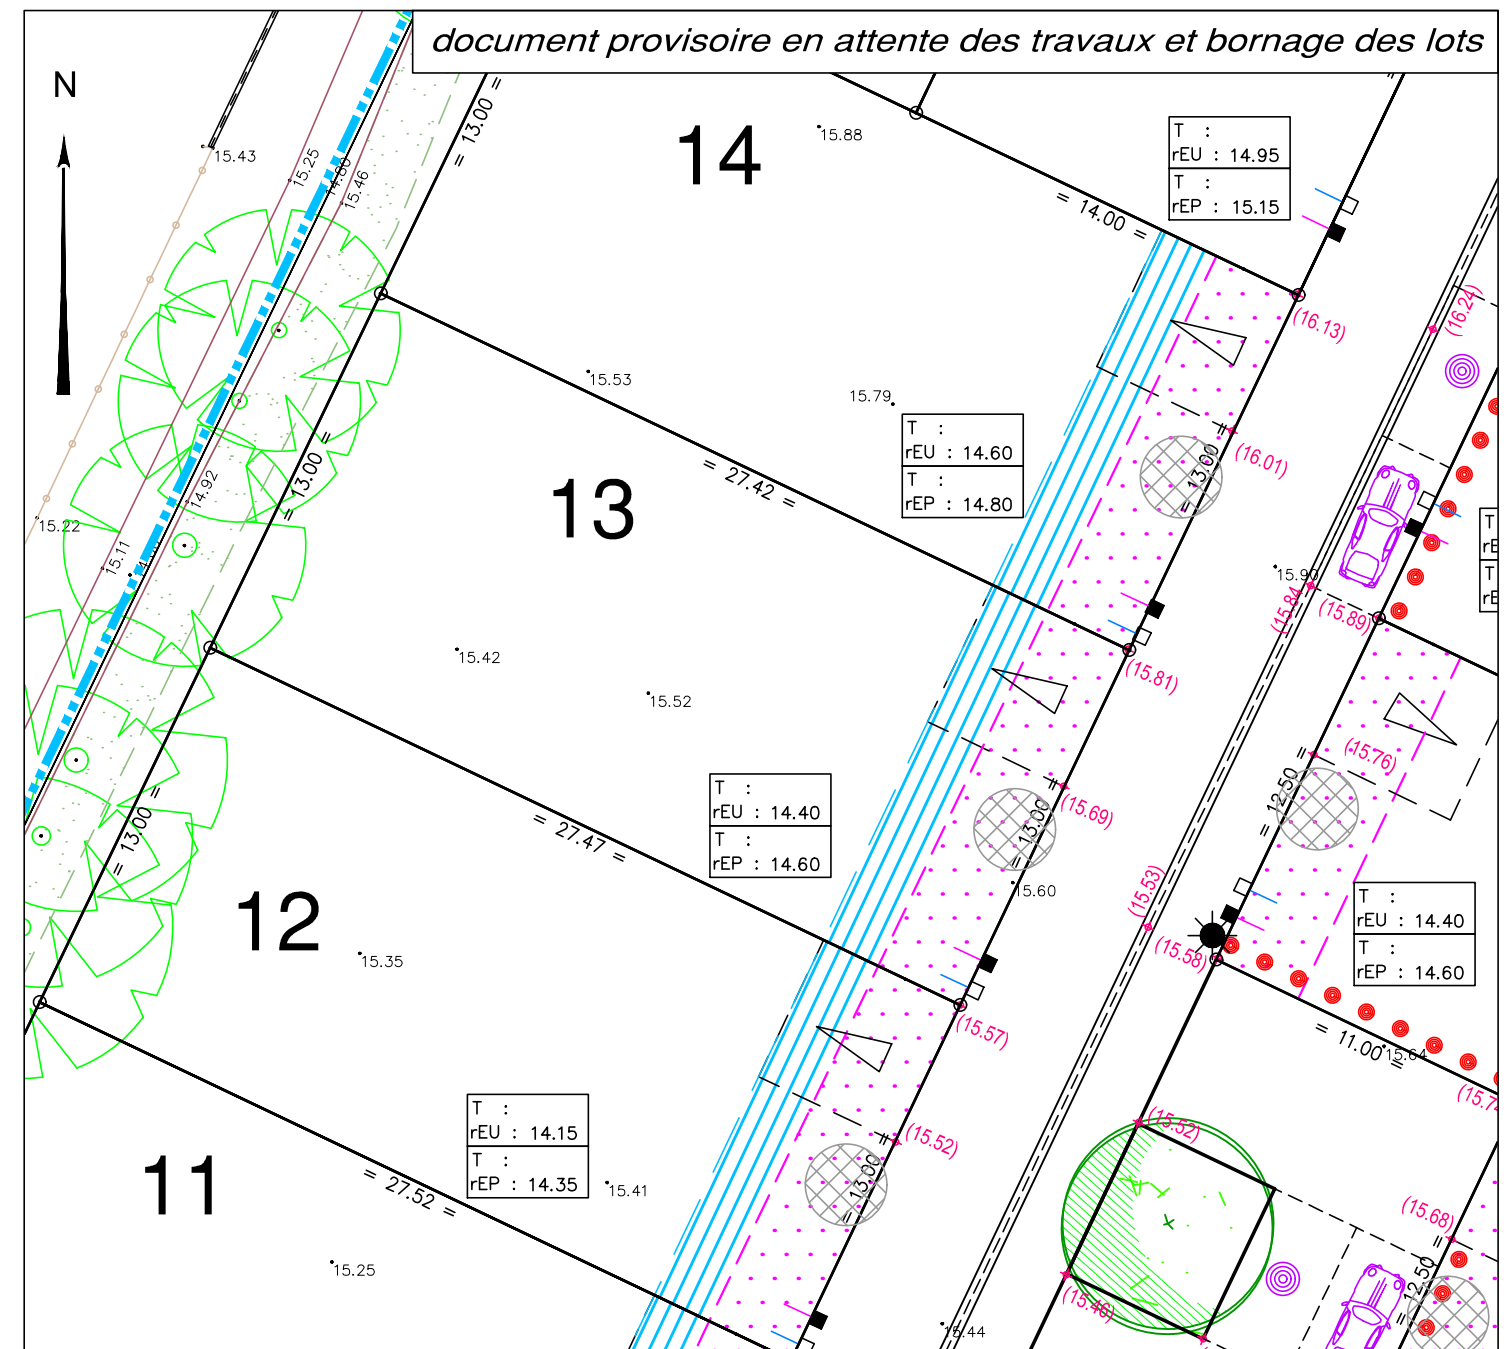 document provisoire en attente des travaux et bornage des lots
N
= 13.00 =
14
15.88
T :
rEU : 14.95
T :
rEP : 15.15
15.43
15.25
14.80
15.46
= 14.00 =
(16.13)
(16.24)
15.53
15.79
T :
rEU : 14.60
T :
rEP : 14.80
= 13.00 =
= 27.42 =
(16.01)
= 13.00 =
13
14.92
15.22
15.11
15.90
(15.84)
(15.89)
T
rE
T
rE
15.42
15.52
(15.81)
(15.76)
= 12.50 =
T :
rEU : 14.40
T :
rEP : 14.60
= 13.00 =
= 27.47 =
(15.69)
= 13.00 =
15.60
(15.53)
12
15.35
(15.58)
T :
rEU : 14.40
T :
rEP : 14.60
(15.57)
= 11.00 =
15.64
(15.52)
(15.52)
T :
rEU : 14.15
T :
rEP : 14.35
11
= 27.52 =
15.41
= 13.00 =
(15.68)
15.25
= 12.50 =
(15.46)
15.44